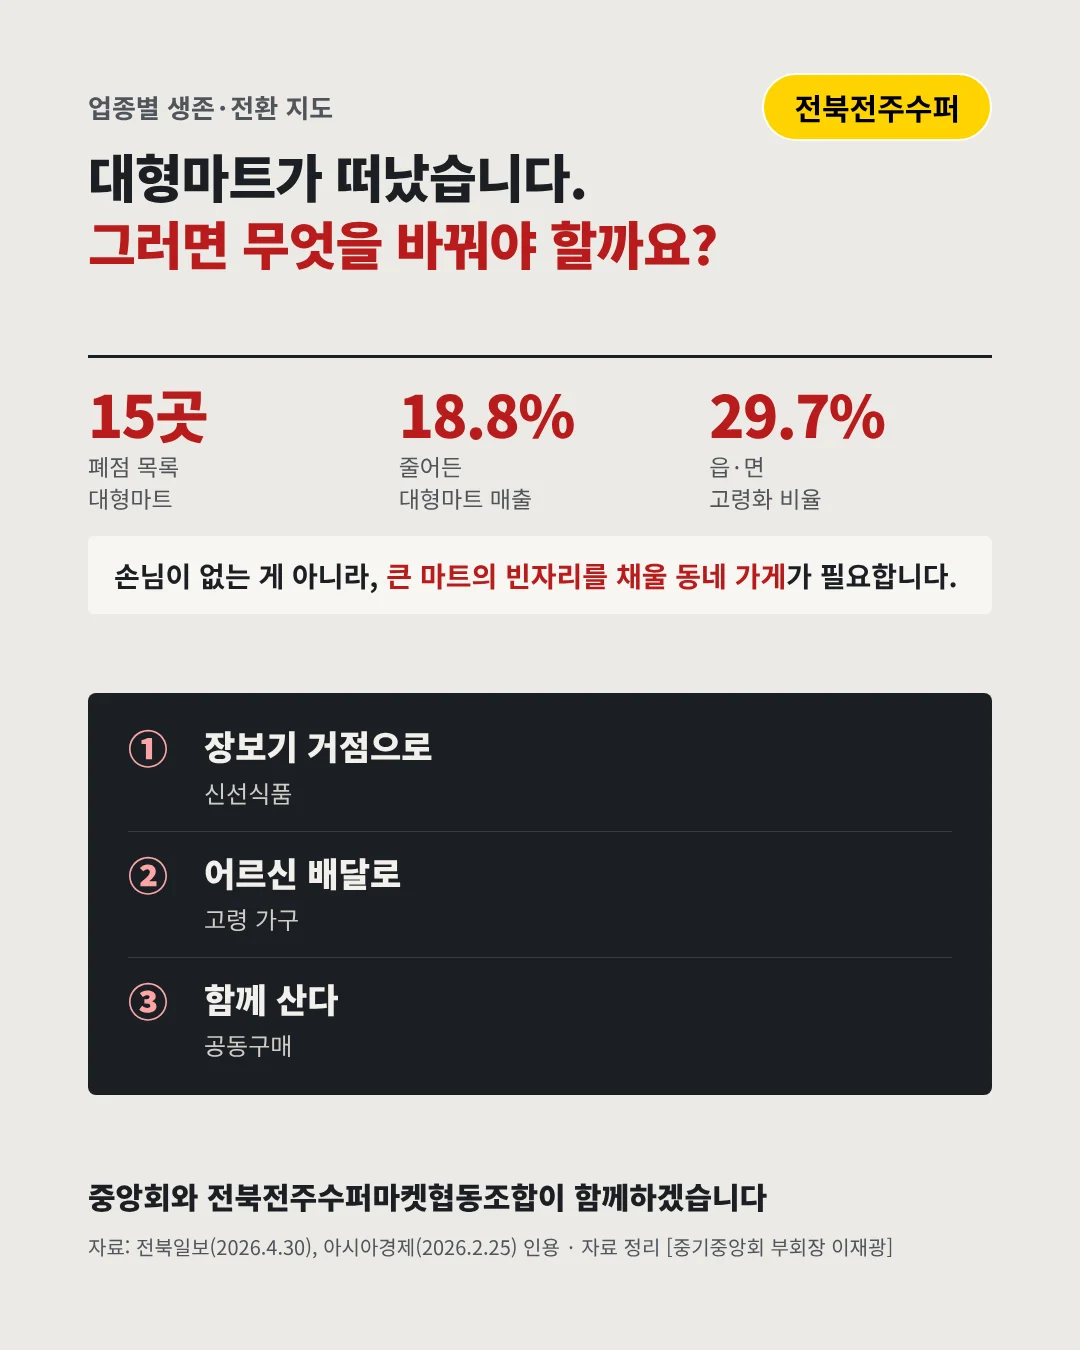 업종별 생존·전환 지도
전북전주수퍼
대형마트가 떠났습니다.
그러면 무엇을 바꿔야 할까요?
15곳
폐점 목록
대형마트
18.8%
줄어든
대형마트 매출
29.7%
읍·면
고령화 비율
손님이 없는 게 아니라, 큰 마트의 빈자리를 채울 동네 가게가 필요합니다.
① 장보기 거점으로
신선식품
② 어르신 배달로
고령 가구
③ 함께 산다
공동구매
중앙회와 전북전주수퍼마켓협동조합이 함께하겠습니다
자료: 전북일보(2026.4.30), 아시아경제(2026.2.25) 인용 · 자료 정리 [중기중앙회 부회장 이재광]